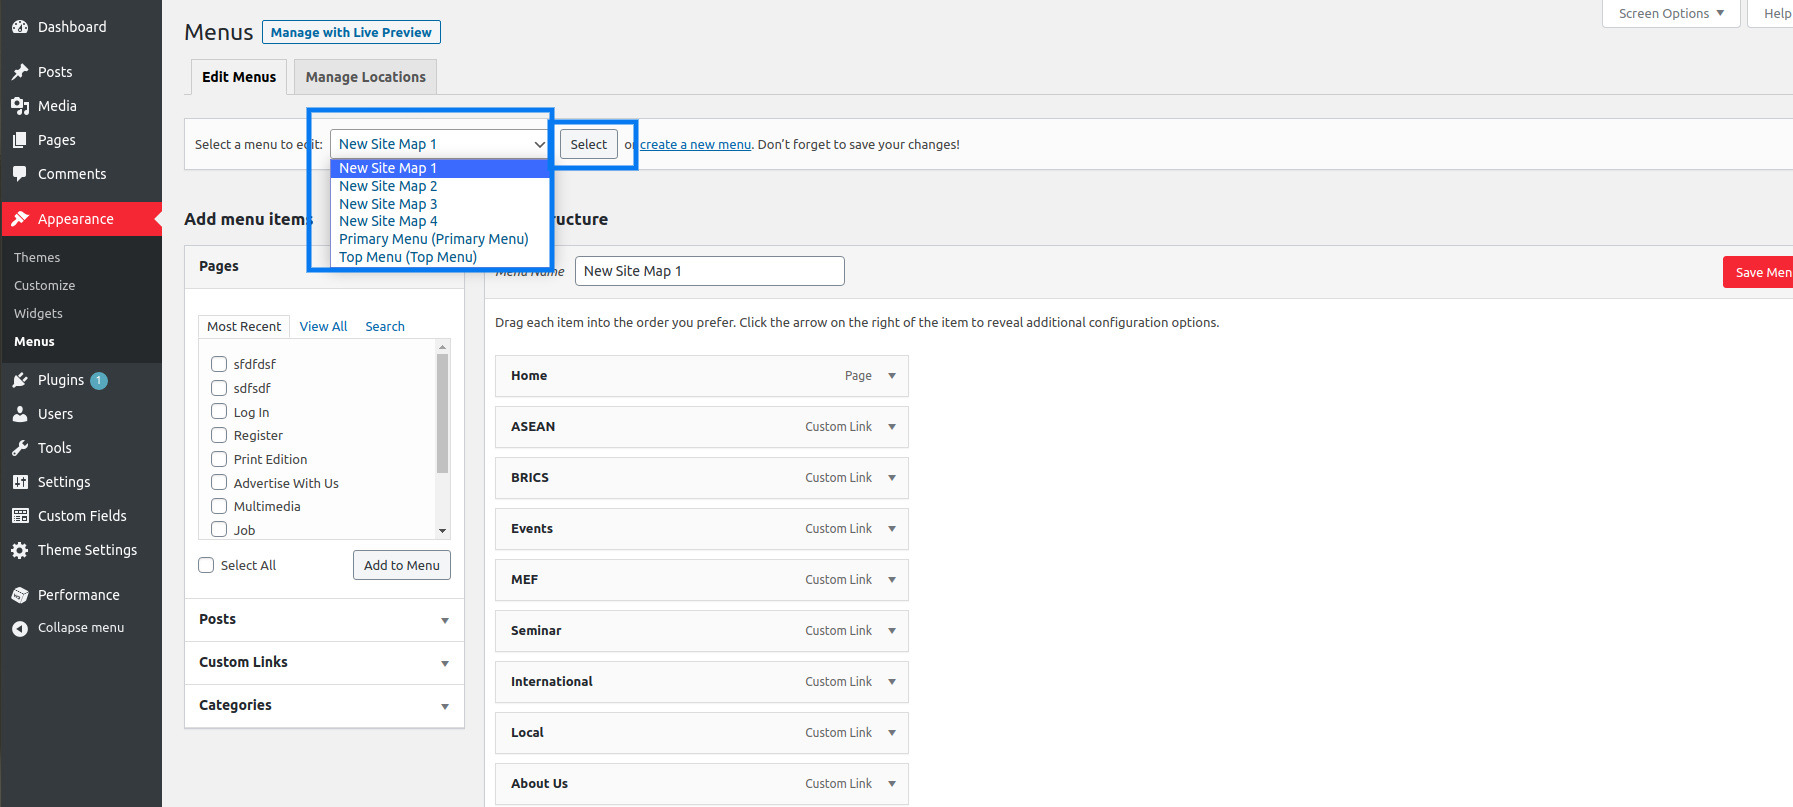 Dashboard
Posts
Media
Pages
Comments
Appearance
Themes
Customize
Widgets
Menus
Plugins 1
Users
Tools
Settings
Custom Fields
Theme Settings
Performance
Collapse menu
Screen Options
Help
Menus
Manage with Live Preview
Edit Menus
Manage Locations
Select a menu to edit:
New Site Map 1
Select
or create a new menu. Don't forget to save your changes!
New Site Map 1
New Site Map 2
New Site Map 3
New Site Map 4
Primary Menu (Primary Menu)
Top Menu (Top Menu)
Add menu items
Pages
Most Recent
View All
Search
sfdfdsf
sdfsdf
Log In
Register
Print Edition
Advertise With Us
Multimedia
Job
Select All
Add to Menu
Posts
Custom Links
Categories
ucture
Menu Name
New Site Map 1
Save Men
Drag each item into the order you prefer. Click the arrow on the right of the item to reveal additional configuration options.
Home Page
ASEAN Custom Link
BRICS Custom Link
Events Custom Link
MEF Custom Link
Seminar Custom Link
International Custom Link
Local Custom Link
About Us Custom Link